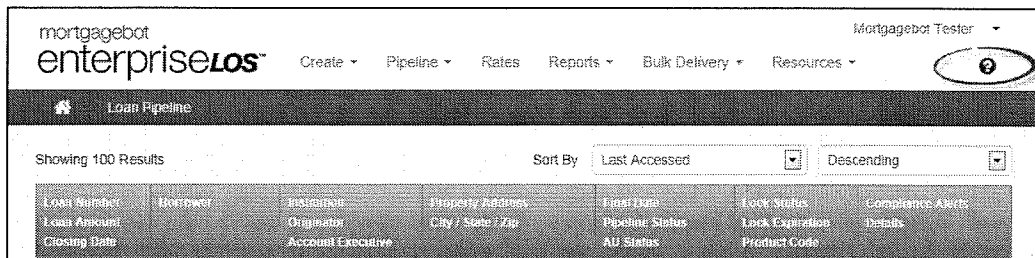 mortgagebot
Mortgagebot Tester
enterpriseLOS™ Create Pipeline Rates Reports Bulk Delivery Resources ?
Loan Pipeline
Showing 100 Results Sort By Last Accessed Descending
Loan Number Borrower Institution Property Address Final Date Lock Status Compliance Alerts
Loan Amount Originator City / State / Zip Pipeline Status Lock Expiration Details
Closing Date Account Executive AU Status Product Code